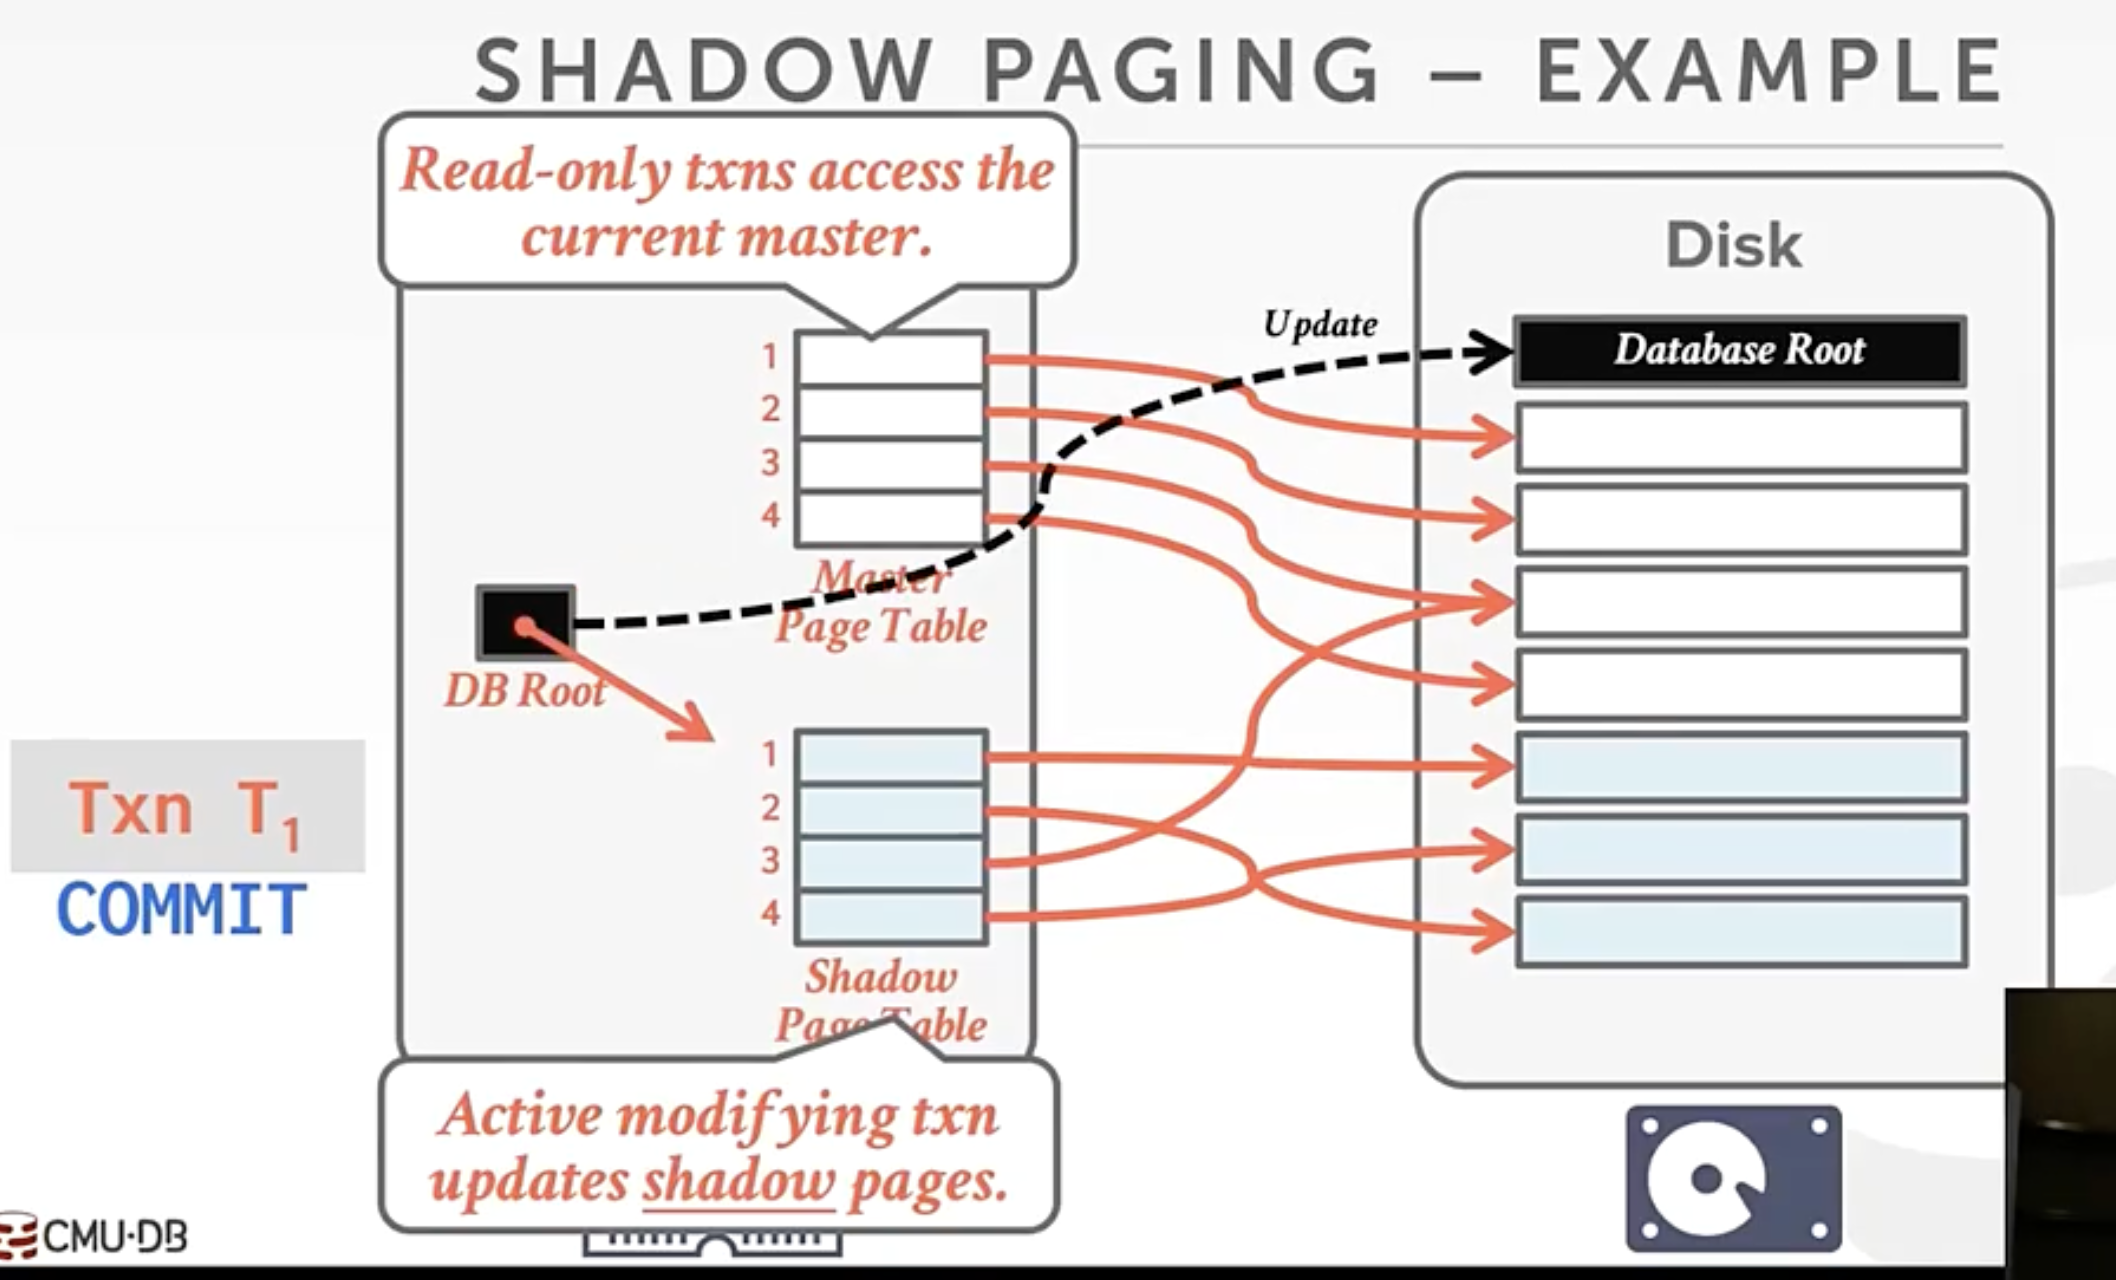 SHADOW PAGING – EXAMPLE
Read-only txns access the
current master.
Disk
Update
Database Root
1
2
3
4
Master
Page Table
DB Root
Txn T₁
COMMIT
1
2
3
4
Shadow
Page Table
Active modifying txn
updates shadow pages.
CMU·DB